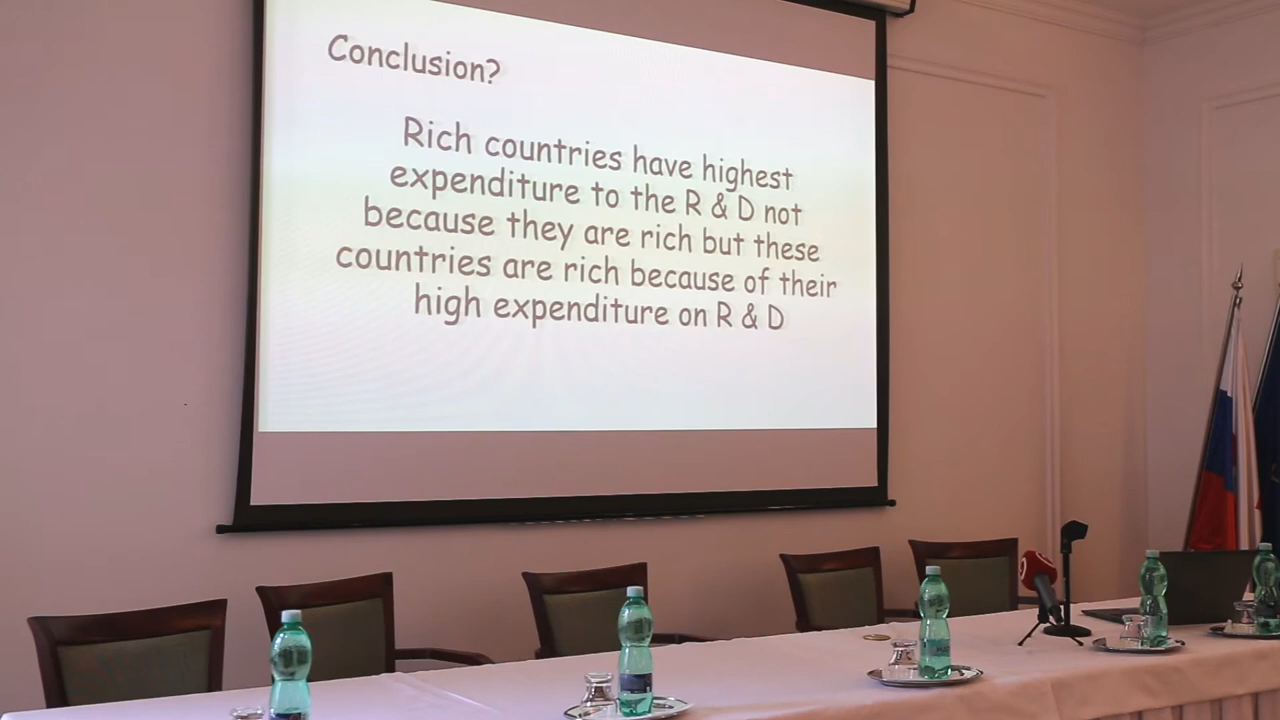 Conclusion?
Rich countries have highest
expenditure to the R & D not
because they are rich but these
countries are rich because of their
high expenditure on R & D